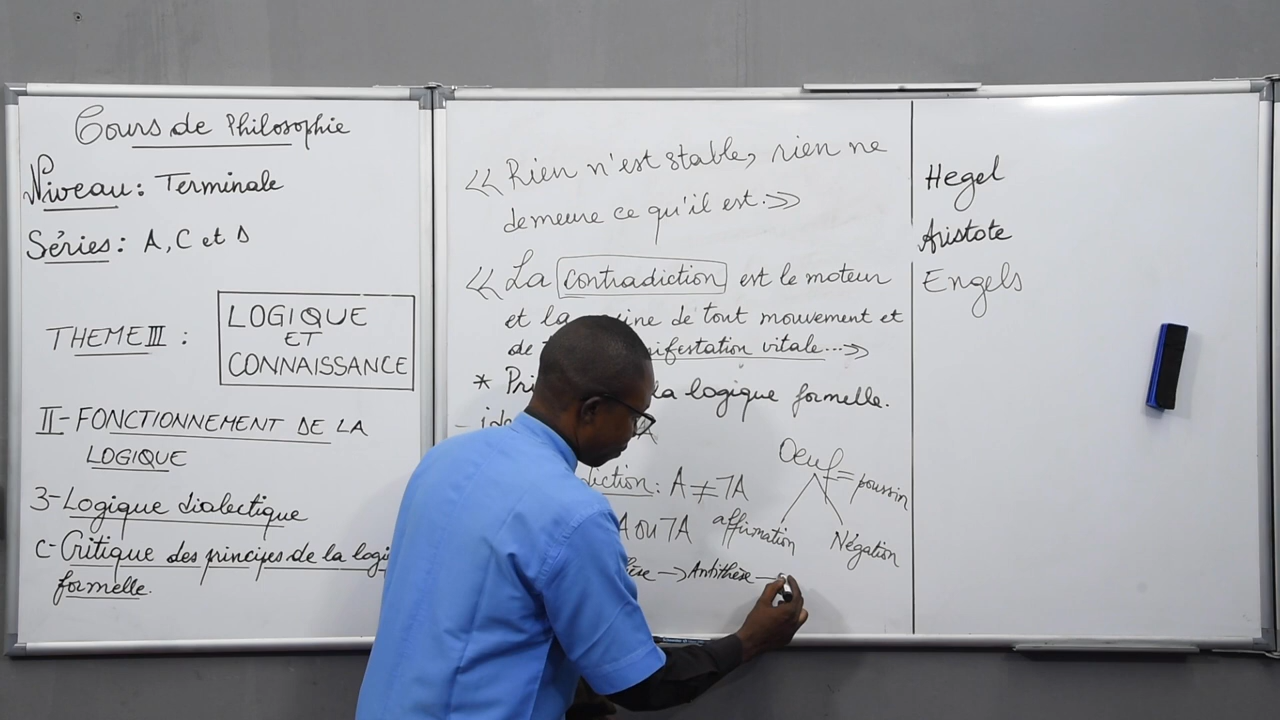 Cours de Philosophie
Niveau : Terminale
Séries : A, C et D
THEME III :
LOGIQUE
ET
CONNAISSANCE
II- FONCTIONNEMENT DE LA
LOGIQUE
3- Logique dialectique
c- Critique des principes de la logi
formelle.
<< Rien n'est stable, rien ne
demeure ce qu'il est. >>
<< La contradiction est le moteur
et la ine de tout mouvement et
de nifestation vitale...>>
* Pri la logique formelle.
- ide A
diction : A ≠ ⅂A
A ou ⅂A
èse → Antithèse →
Oeuf = poussin
affirmation
Négation
Hegel
Aristote
Engels